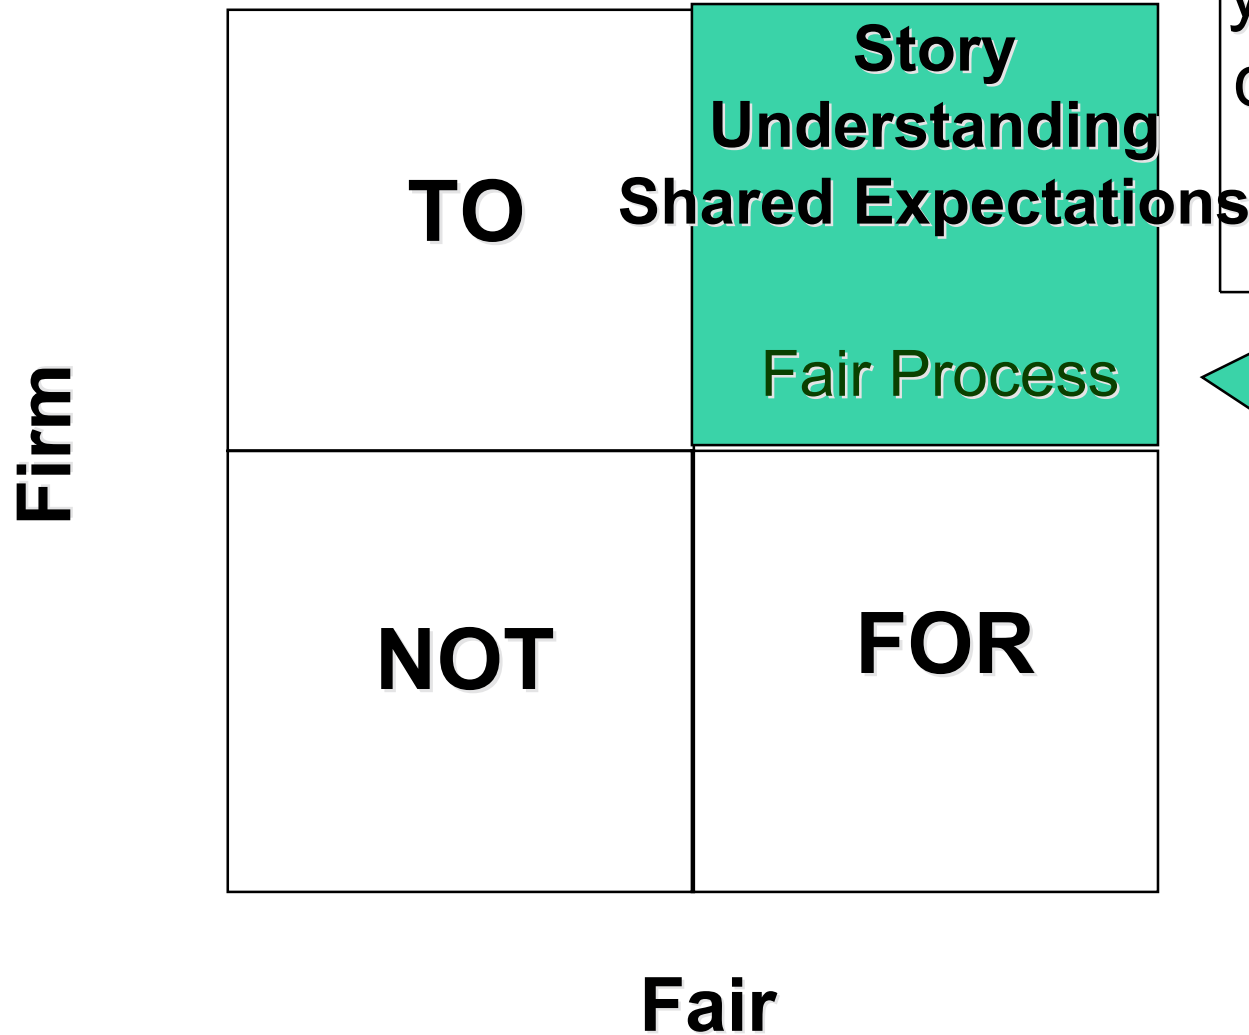 Story
Understanding
Shared Expectations
TO
Fair Process
Firm
NOT
FOR
Fair